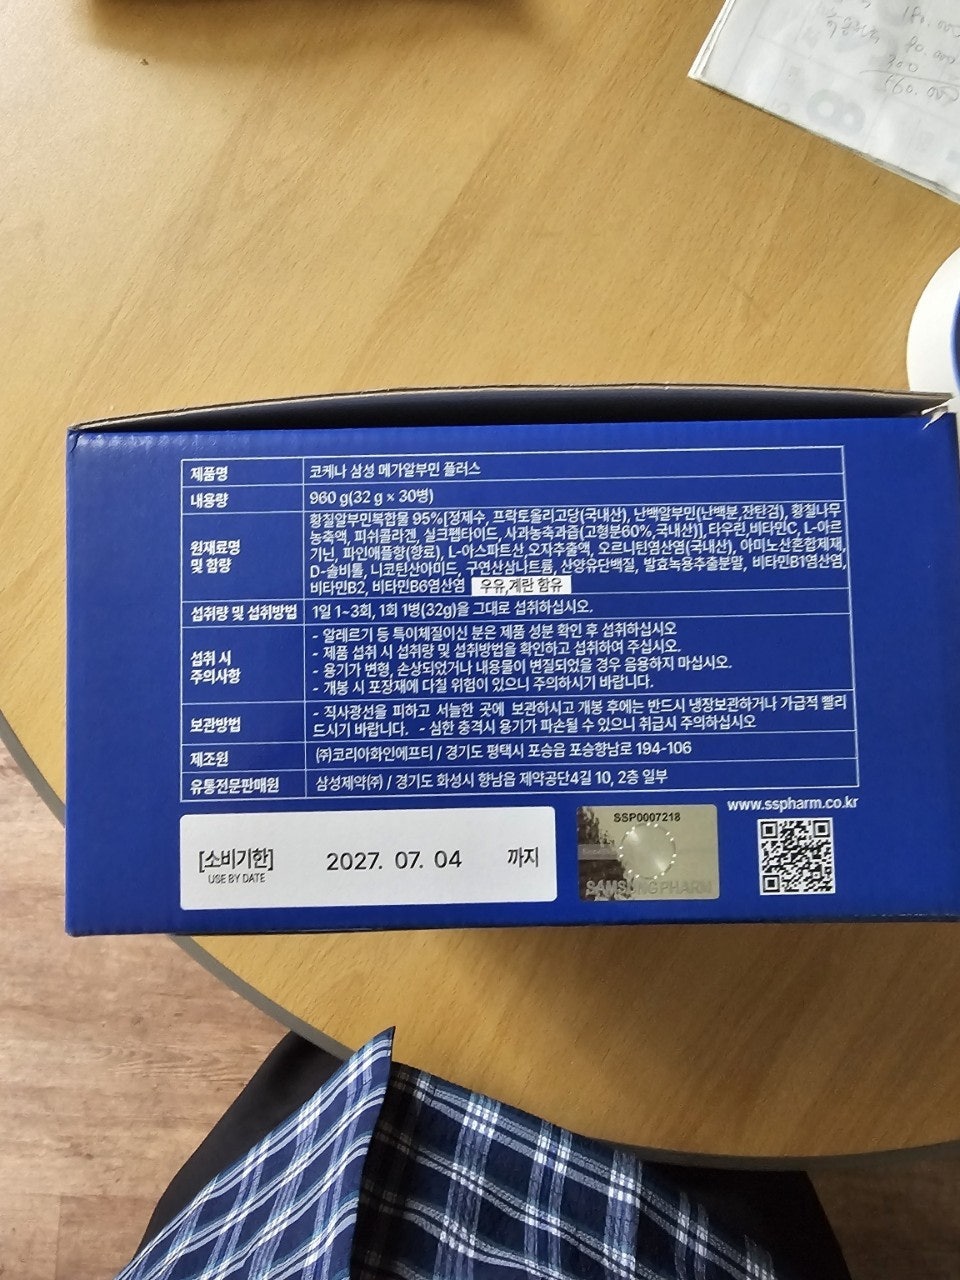 180.000
90.000
300
560.000
8
제품명 코케나 삼성 메가알부민 플러스
내용량 960 g(32 g × 30병)
원재료명 및 함량
황칠알부민복합물 95%[정제수, 프락토올리고당(국내산), 난백알부민(난백분,잔탄검), 황칠나무
농축액, 피쉬콜라겐, 실크펩타이드, 사과농축과즙(고형분60%,국내산)],타우린,비타민C, L-아르
기닌, 파인애플향(향료), L-아스파트산 오자추출액, 오르니틴염산염(국내산), 아미노산혼합제재,
D-솔비톨, 니코틴산아미드, 구연산삼나트륨, 산양유단백질, 발효녹용추출분말, 비타민B1염산염,
비타민B2, 비타민B6염산염 우유,계란 함유
섭취량 및 섭취방법 1일 1~3회, 1회 1병(32g)을 그대로 섭취하십시오.
섭취 시 주의사항
- 알레르기 등 특이체질이신 분은 제품 성분 확인 후 섭취하십시오
- 제품 섭취 시 섭취량 및 섭취방법을 확인하고 섭취하여 주십시오.
- 용기가 변형, 손상되었거나 내용물이 변질되었을 경우 음용하지 마십시오.
- 개봉 시 포장재에 다칠 위험이 있으니 주의하시기 바랍니다.
보관방법
- 직사광선을 피하고 서늘한 곳에 보관하시고 개봉 후에는 반드시 냉장보관하거나 가급적 빨리
드시기 바랍니다. - 심한 충격시 용기가 파손될 수 있으니 취급시 주의하십시오
제조원 ㈜코리아화인에프티 / 경기도 평택시 포승읍 포승향남로 194-106
유통전문판매원 삼성제약㈜ / 경기도 화성시 향남읍 제약공단4길 10, 2층 일부
www.sspharm.co.kr
[소비기한] 2027. 07. 04 까지
USE BY DATE
SSP0007218
SAMSUNG PHARM